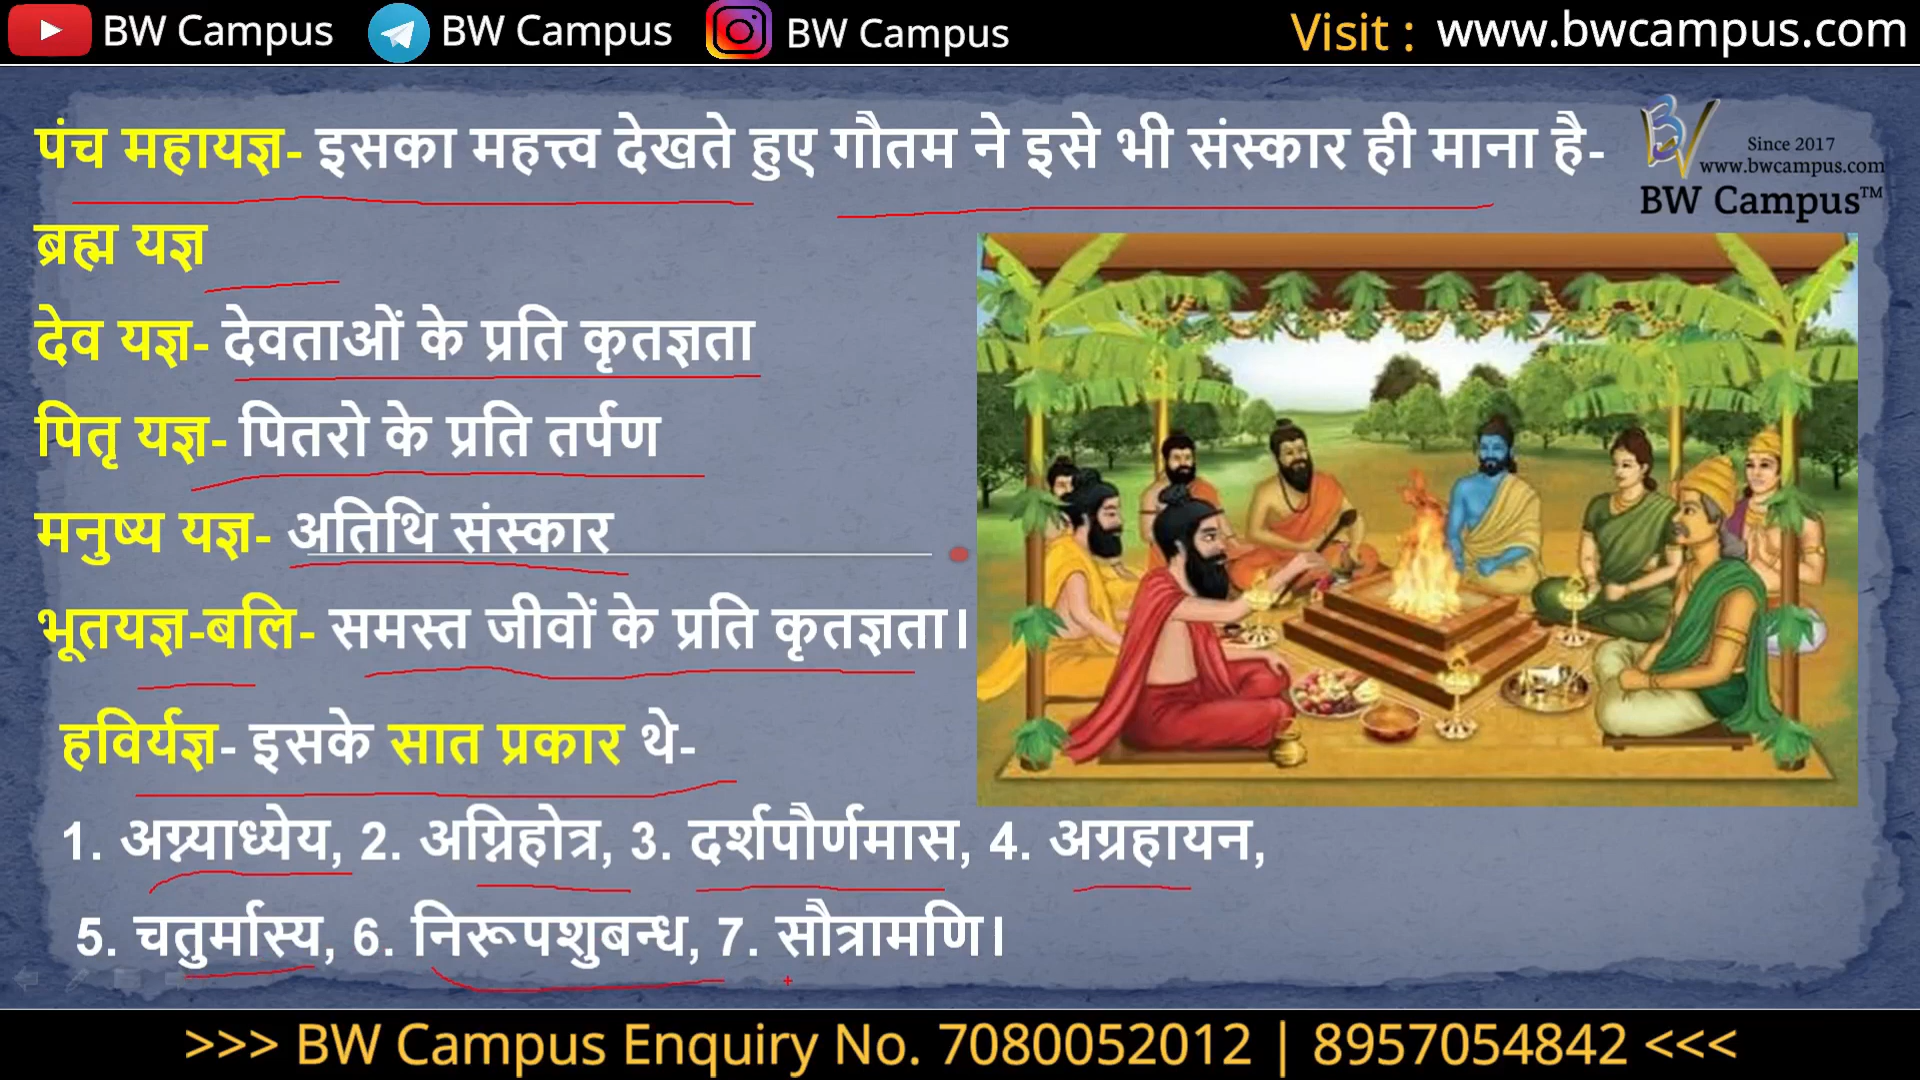 BW Campus BW Campus BW Campus Visit : www.bwcampus.com
पंच महायज्ञ- इसका महत्त्व देखते हुए गौतम ने इसे भी संस्कार ही माना है-
Since 2017
www.bwcampus.com
BW Campus™
ब्रह्म यज्ञ
देव यज्ञ- देवताओं के प्रति कृतज्ञता
पितृ यज्ञ- पितरो के प्रति तर्पण
मनुष्य यज्ञ- अतिथि संस्कार
भूतयज्ञ-बलि- समस्त जीवों के प्रति कृतज्ञता।
हविर्यज्ञ- इसके सात प्रकार थे-
1. अग्न्याध्येय, 2. अग्निहोत्र, 3. दर्शपौर्णमास, 4. अग्रहायन,
5. चतुर्मास्य, 6. निरूपशुबन्ध, 7. सौत्रामणि।
>>> BW Campus Enquiry No. 7080052012 | 8957054842 <<<